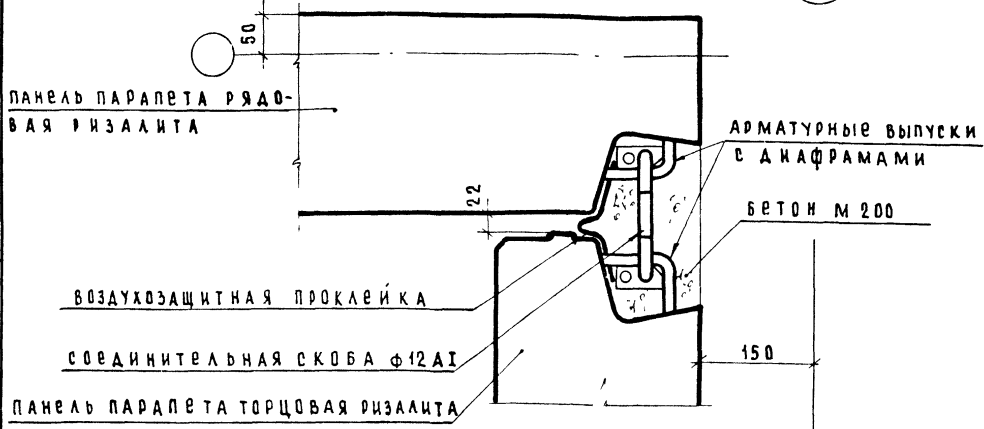 50
ПАНЕЛЬ ПАРАПЕТА РЯДО-
ВАЯ РИЗАЛИТА
АРМАТУРНЫЕ ВЫПУСКИ
С ДИАФРАМАМИ
22
БЕТОН М 200
ВОЗДУХОЗАЩИТНАЯ ПРОКЛЕЙКА
СОЕДИНИТЕЛЬНАЯ СКОБА ф12АI
150
ПАНЕЛЬ ПАРАПЕТА ТОРЦОВАЯ РИЗАЛИТА